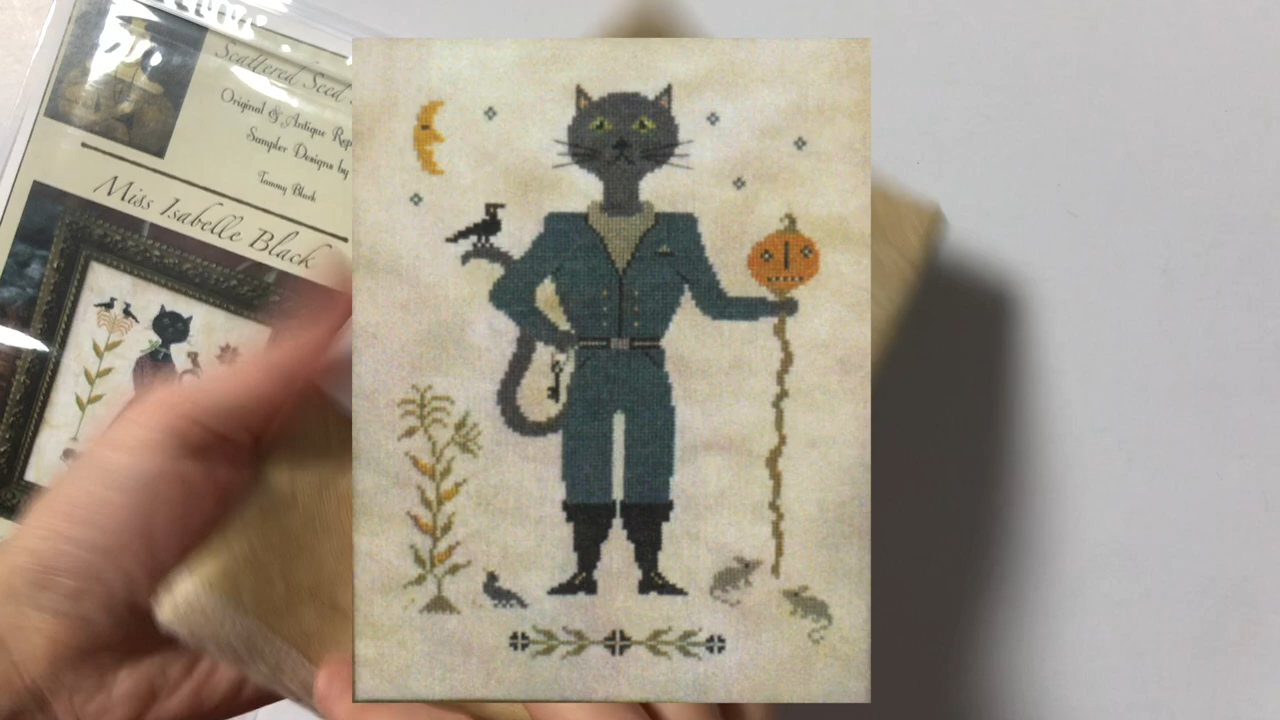 Scattered Seed
Original & Antique Rep
Sampler Designs by
Tammy Black
Miss Isabelle Black